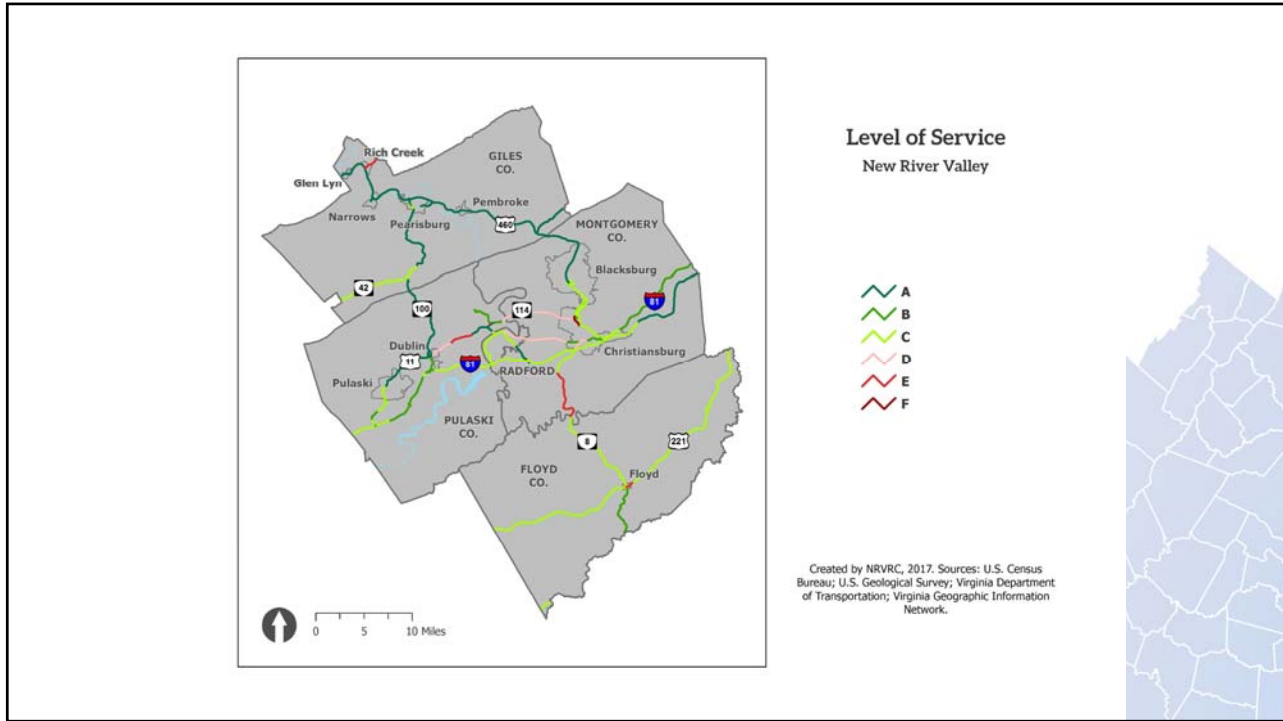 Level of Service
New River Valley
Rich Creek
GILES
CO.
Glen Lyn
Narrows
Pembroke
Pearisburg
460
MONTGOMERY
CO.
Blacksburg
42
81
100
114
Dublin
11
81
Christiansburg
Pulaski
RADFORD
PULASKI
CO.
8
221
FLOYD
CO.
Floyd
A
B
C
D
E
F
0 5 10 Miles
Created by NRVRC, 2017. Sources: U.S. Census
Bureau; U.S. Geological Survey; Virginia Department
of Transportation; Virginia Geographic Information
Network.